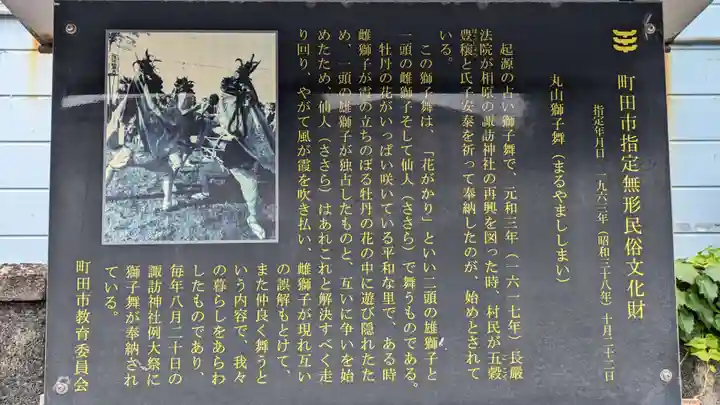 町田市指定無形民俗文化財
指定年月日　一九六三年（昭和三十八年）十月二十二日
丸山獅子舞（まるやまししまい）
起源の古い獅子舞で、元和三年（一六一七年）長嚴
法院が相原の諏訪神社の再興を図った時、村民が五穀
豊穣と氏子安泰を祈って奉納したのが、始めとされて
いる。
この獅子舞は、「花がかり」といい二頭の雄獅子と
一頭の雌獅子そして仙人（ささら）で舞うものである。
牡丹の花がいっぱい咲いている平和な里で、ある時
雌獅子が霞の立ちのぼる牡丹の花の中に遊び隠れたた
め、一頭の雄獅子が独占したものと、互いに争いを始
めたため、仙人（ささら）はあれこれと解決すべく走
り回り、やがて風が霞を吹き払い、雌獅子が現れ互い
の誤解もとけて、
また仲良く舞うと
いう内容で、我々
の暮らしをあらわ
したものであり、
毎年八月二十日の
諏訪神社例大祭に
獅子舞が奉納され
ている。
町田市教育委員会